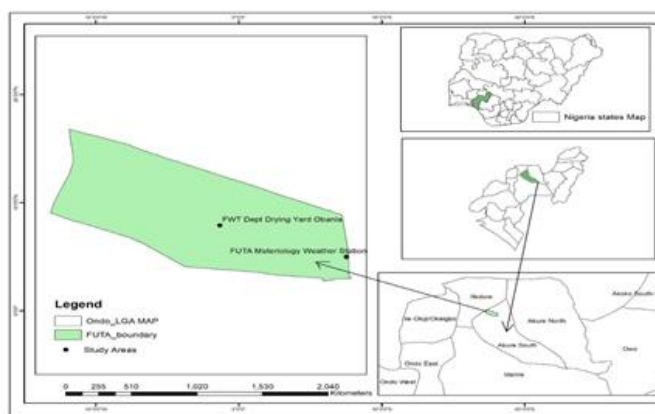 FWT Dept Drying Yard Obania
FUTA Meteriology Weather Station
Legend
Ondo_LGA MAP
FUTA_boundary
Study Areas
0 255 510 1,020 1,530 2,040
Kilometers
Nigeria states Map
Ifedore
Ile-Oluji/Okeigbo
Akure North
Akoko South
Akure South
Owo
Ondo East
Ondo West
Idanre